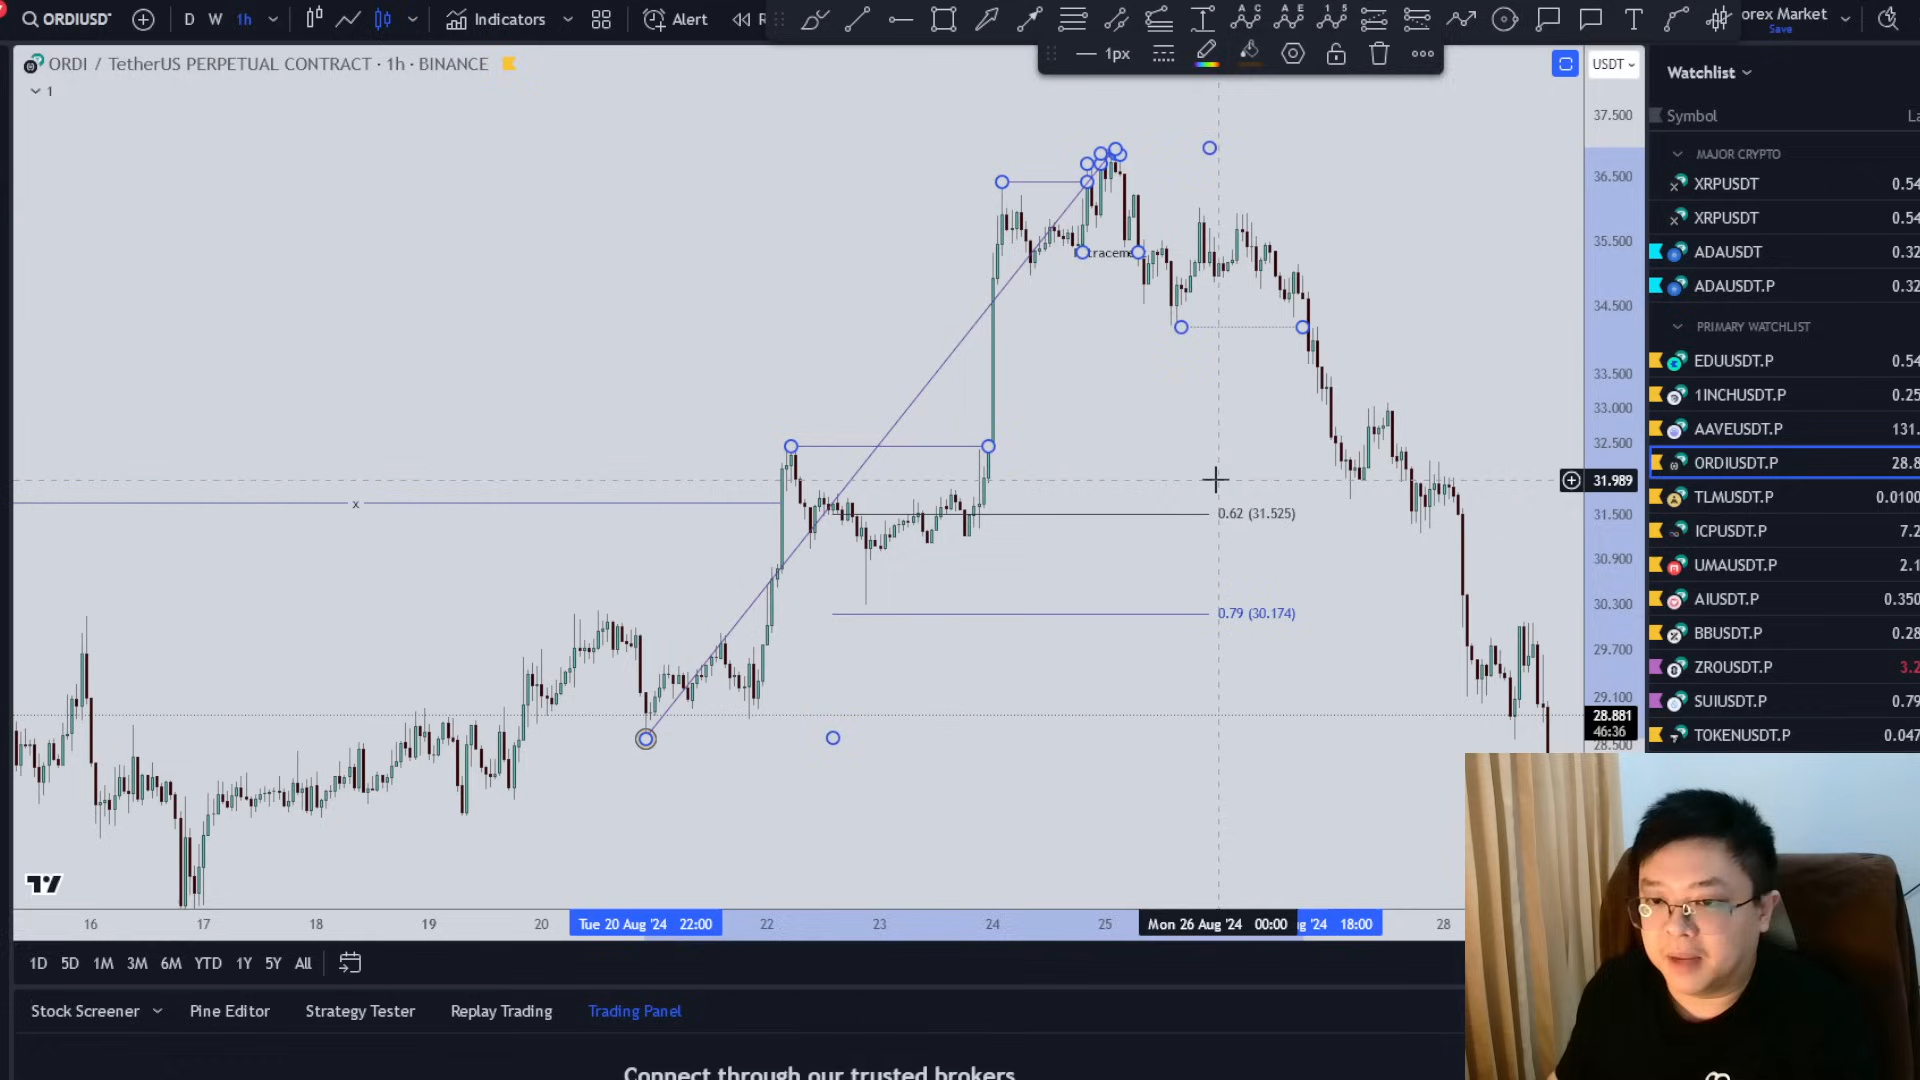 ORDIUSD
D W 1h Indicators Alert
1px
orex Market
Save
ORDI / TetherUS PERPETUAL CONTRACT · 1h · BINANCE
1
USDT
37.500
36.500
35.500
34.500
33.500
33.000
32.500
31.989
31.500
30.900
30.300
29.700
29.100
28.881
46:36
28.500
x
0.62 (31.525)
0.79 (30.174)
16 17 18 19 20 Tue 20 Aug '24 22:00 22 23 24 25 Mon 26 Aug '24 00:00 '24 18:00 28
1D 5D 1M 3M 6M YTD 1Y 5Y All
Stock Screener Pine Editor Strategy Tester Replay Trading Trading Panel
Connect through our trusted brokers
Watchlist
Symbol
MAJOR CRYPTO
XRPUSDT 0.54
XRPUSDT 0.54
ADAUSDT 0.32
ADAUSDT.P 0.32
PRIMARY WATCHLIST
EDUUSDT.P 0.54
1INCHUSDT.P 0.25
AAVEUSDT.P 131.
ORDIUSDT.P 28.8
TLMUSDT.P 0.0100
ICPUSDT.P 7.2
UMAUSDT.P 2.1
AIUSDT.P 0.350
BBUSDT.P 0.28
ZROUSDT.P 3.2
SUIUSDT.P 0.79
TOKENUSDT.P 0.047